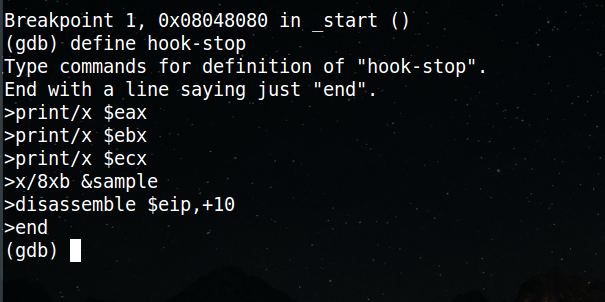 Breakpoint 1, 0x08048080 in _start ()
(gdb) define hook-stop
Type commands for definition of "hook-stop".
End with a line saying just "end".
>print/x $eax
>print/x $ebx
>print/x $ecx
>x/8xb &sample
>disassemble $eip,+10
>end
(gdb)